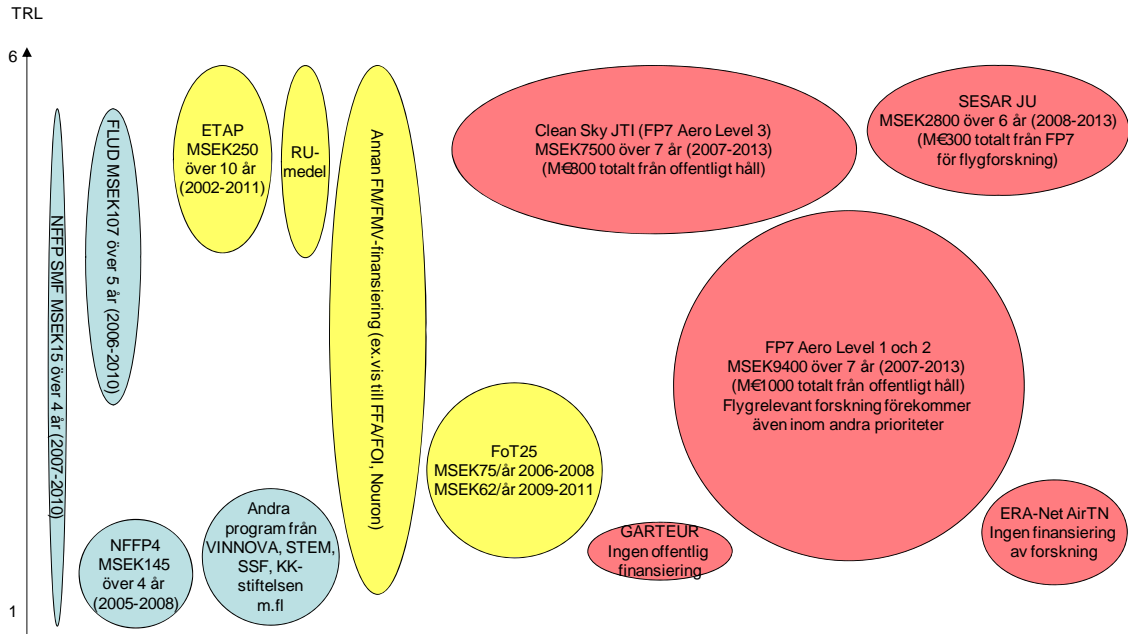 TRL
6
1
NFFP SMF MSEK15 över 4 år (2007-2010)
FLUD MSEK107 över 5 år (2006-2010)
NFFP4
MSEK145
över 4 år
(2005-2008)
ETAP
MSEK250
över 10 år
(2002-2011)
RU-
medel
Andra
program från
VINNOVA, STEM,
SSF, KK-
stiftelsen
m.fl
Annan FM/FMV-finansiering (ex.vis till FFA/FOI, Nouron)
FoT25
MSEK75/år 2006-2008
MSEK62/år 2009-2011
Clean Sky JTI (FP7 Aero Level 3)
MSEK7500 över 7 år (2007-2013)
(M€800 totalt från offentligt håll)
SESAR JU
MSEK2800 över 6 år (2008-2013)
(M€300 totalt från FP7
för flygforskning)
FP7 Aero Level 1 och 2
MSEK9400 över 7 år (2007-2013)
(M€1000 totalt från offentligt håll)
Flygrelevant forskning förekommer
även inom andra prioriteter
GARTEUR
Ingen offentlig
finansiering
ERA-Net AirTN
Ingen finansiering
av forskning